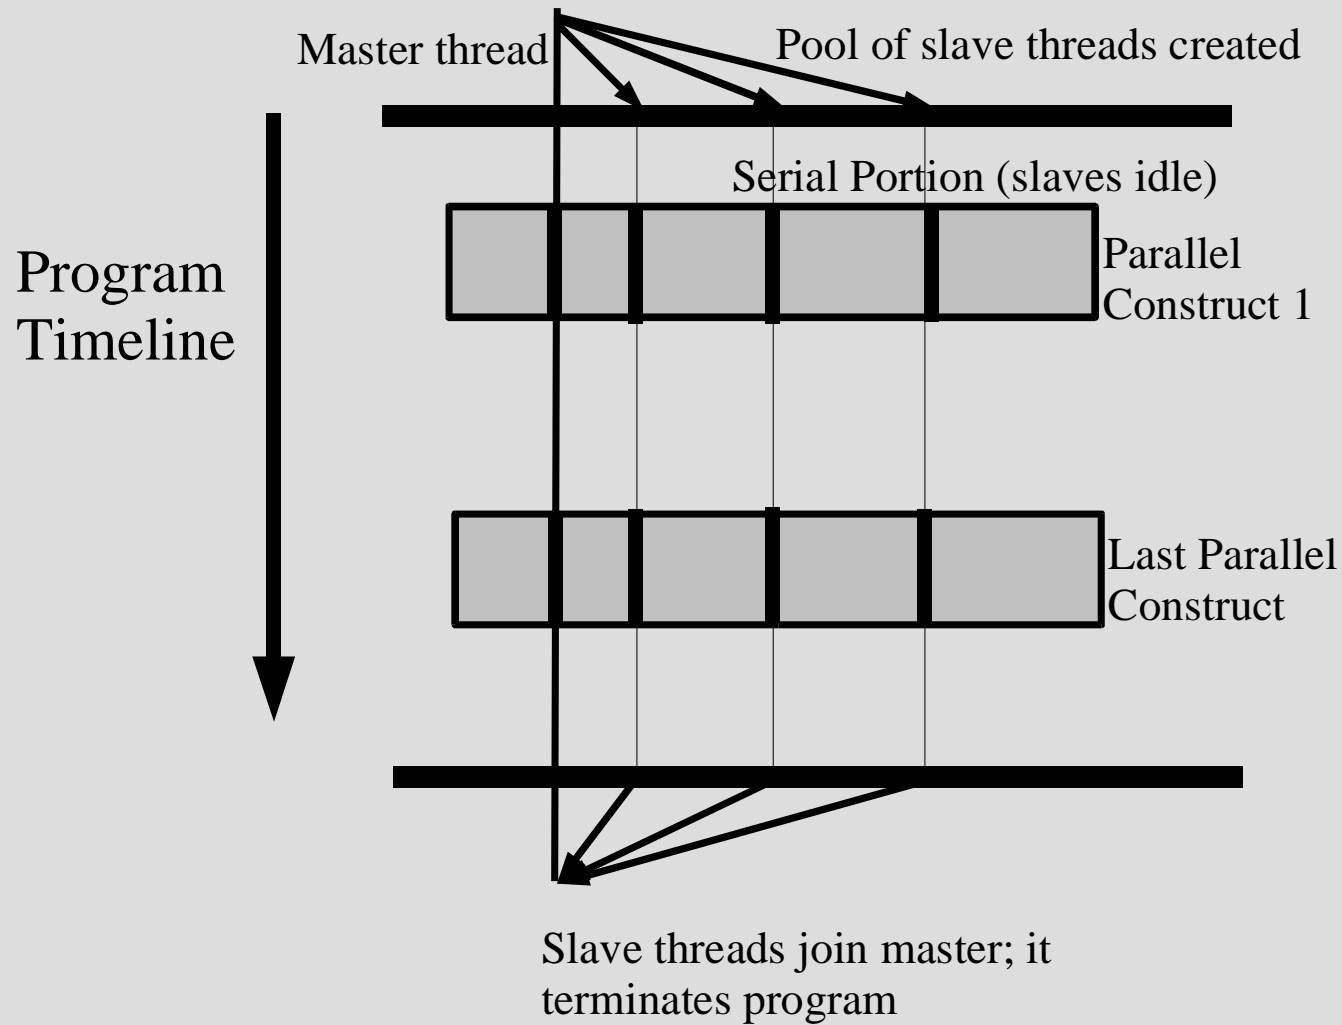 Master thread
Pool of slave threads created
Serial Portion (slaves idle)
Program
Timeline
Parallel
Construct 1
Last Parallel
Construct
Slave threads join master; it
terminates program